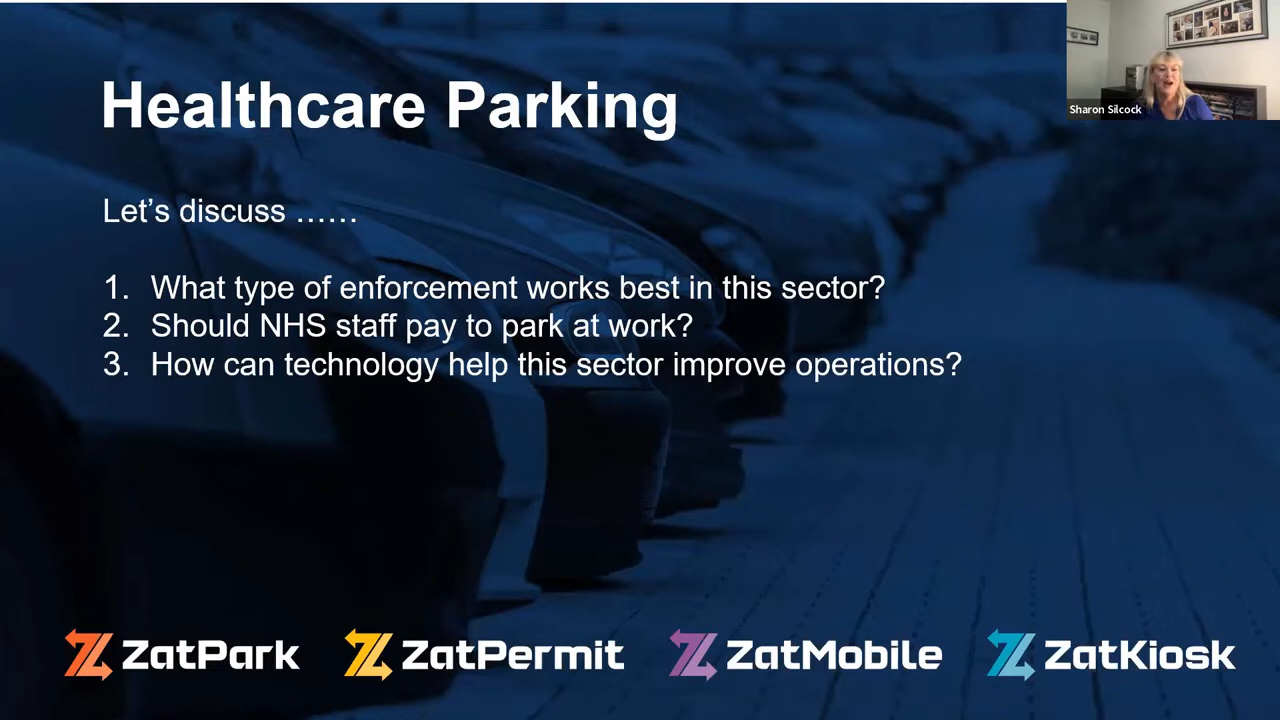 Healthcare Parking
Sharon Silcock
Let’s discuss ……
1. What type of enforcement works best in this sector?
2. Should NHS staff pay to park at work?
3. How can technology help this sector improve operations?
ZatPark ZatPermit ZatMobile ZatKiosk